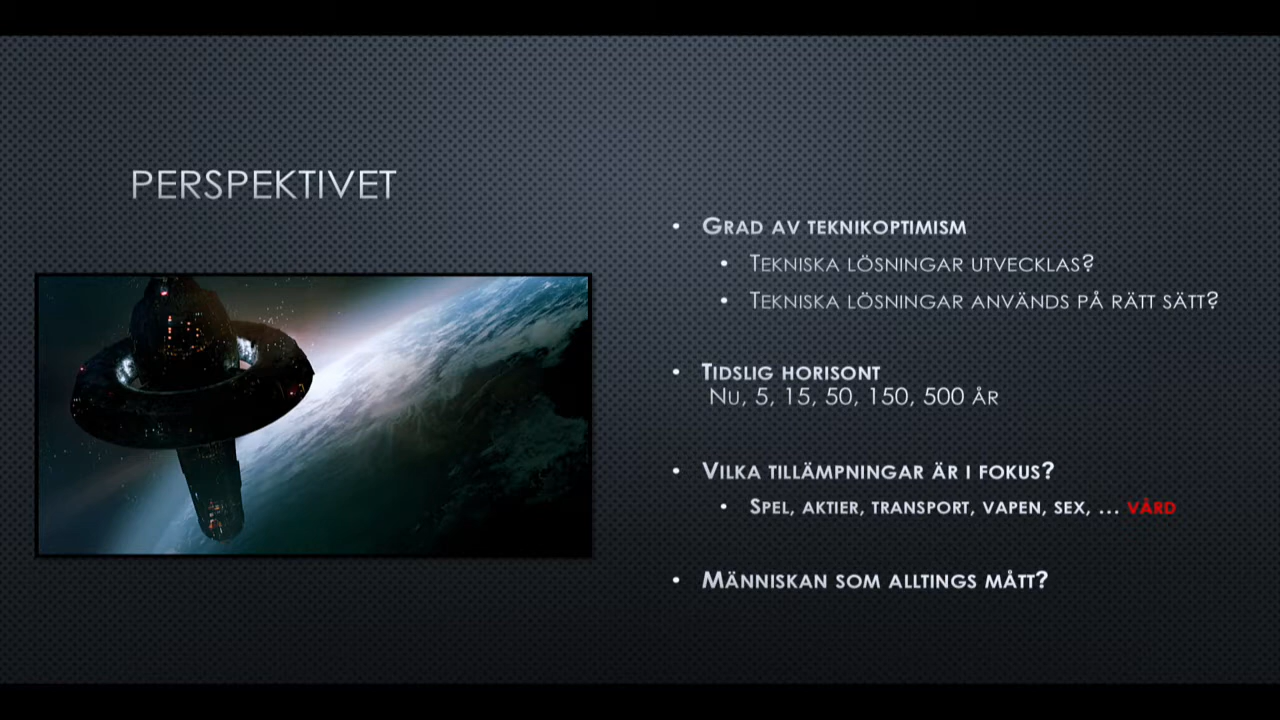 PERSPEKTIVET
• GRAD AV TEKNIKOPTIMISM
• TEKNISKA LÖSNINGAR UTVECKLAS?
• TEKNISKA LÖSNINGAR ANVÄNDS PÅ RÄTT SÄTT?
• TIDSLIG HORISONT
NU, 5, 15, 50, 150, 500 ÅR
• VILKA TILLÄMPNINGAR ÄR I FOKUS?
• SPEL, AKTIER, TRANSPORT, VAPEN, SEX, ... VÅRD
• MÄNNISKAN SOM ALLTINGS MÅTT?